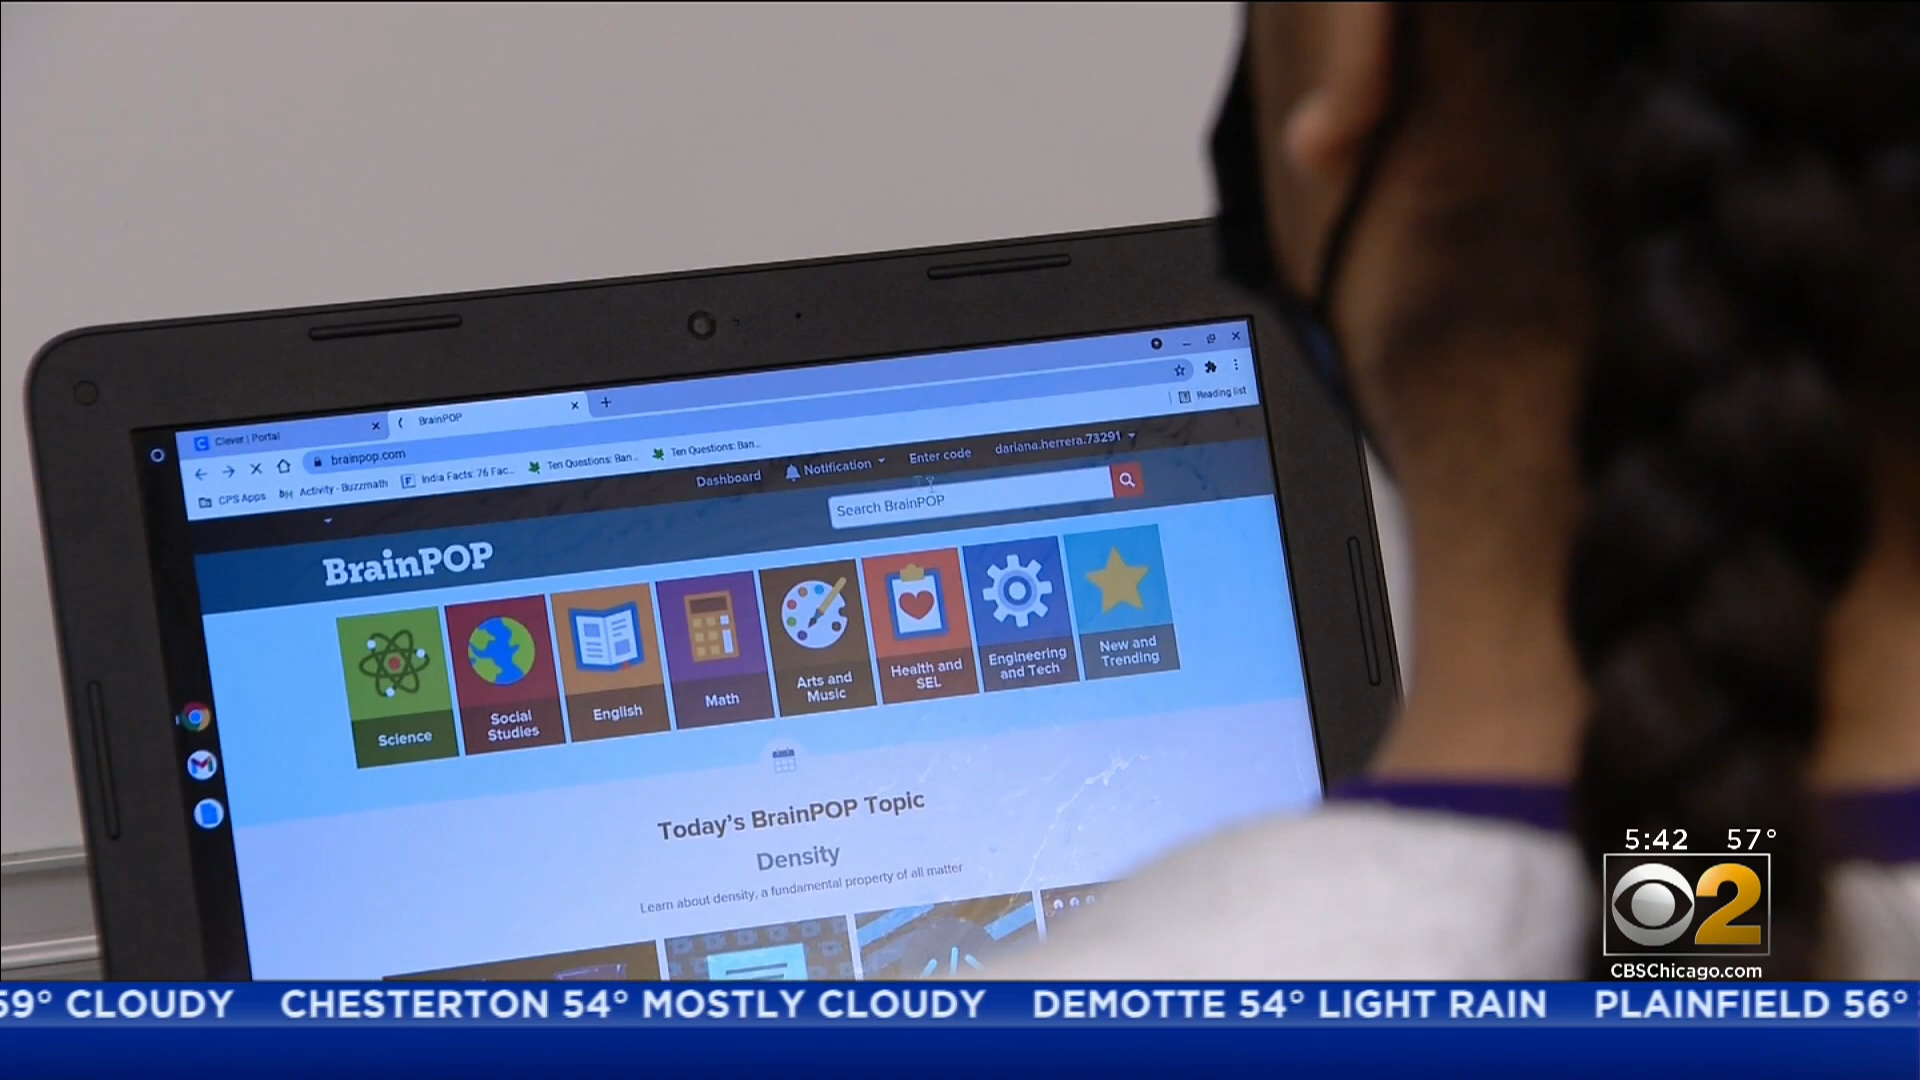 Clever | Portal
BrainPOP
brainpop.com
Reading list
CPS Apps
Activity - Buzzmath
India Facts: 76 Fac...
Ten Questions: Ban...
Ten Questions: Ban...
Dashboard
Notification
Enter code
dariana.herrera.73291
Search BrainPOP
BrainPOP
Science
Social
Studies
English
Math
Arts and
Music
Health and
SEL
Engineering
and Tech
New and
Trending
Today's BrainPOP Topic
Density
Learn about density, a fundamental property of all matter
5:42 57°
2
CBSChicago.com
59° CLOUDY CHESTERTON 54° MOSTLY CLOUDY DEMOTTE 54° LIGHT RAIN PLAINFIELD 56°